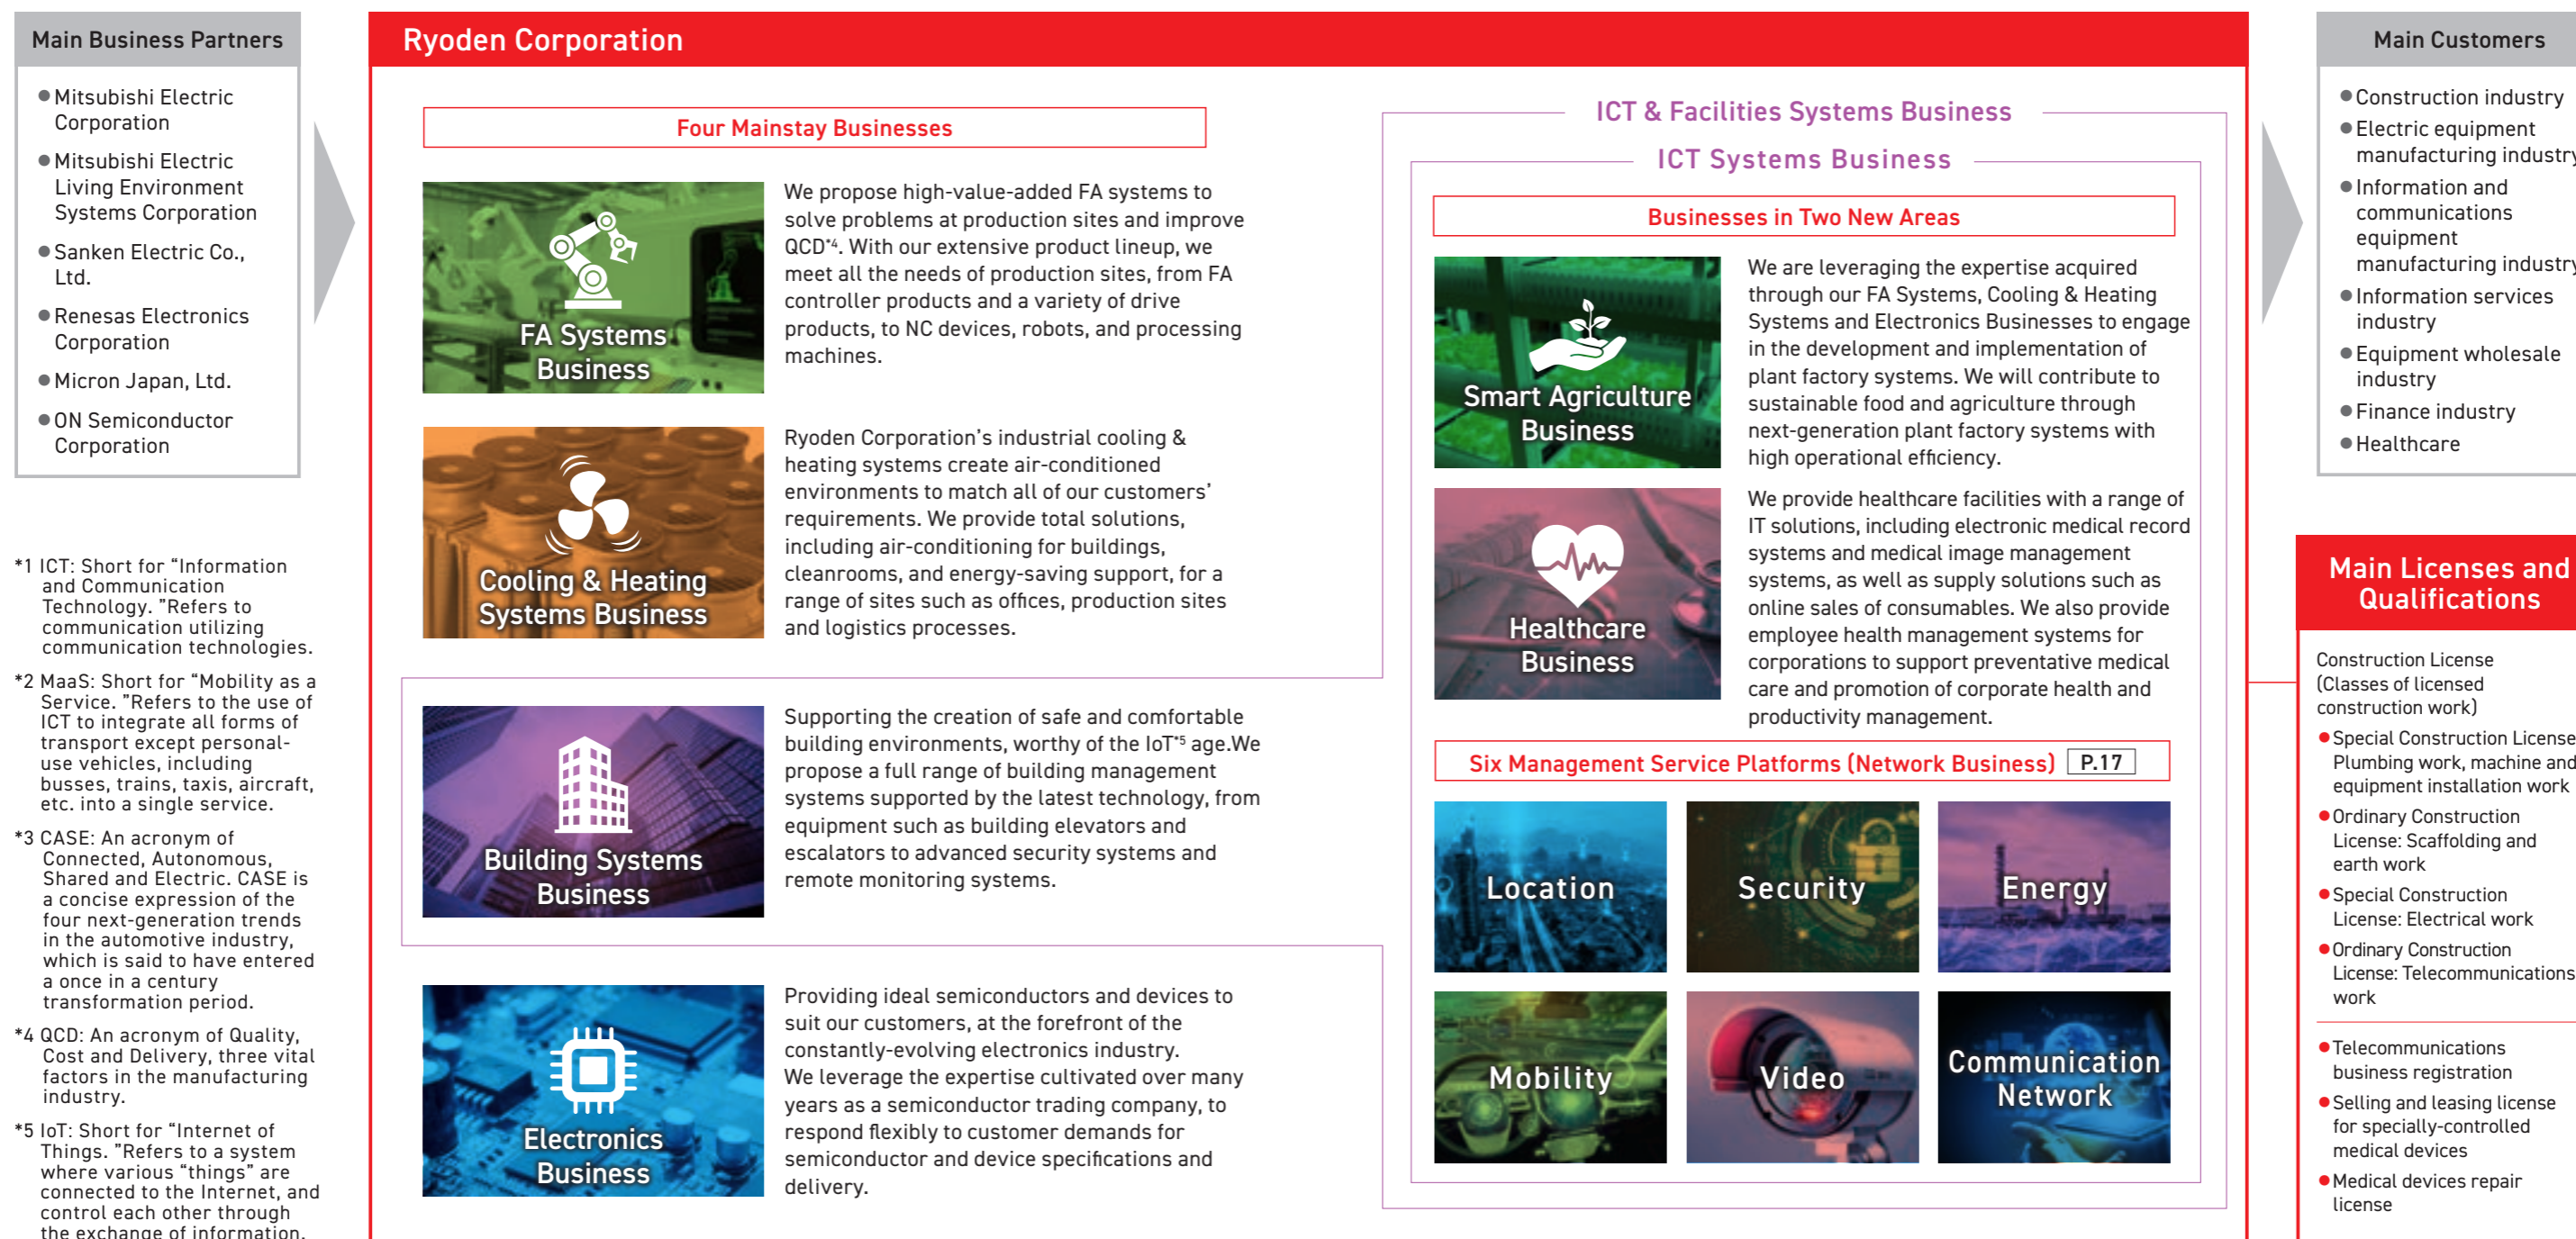 Main Business Partners
● Mitsubishi Electric
Corporation
● Mitsubishi Electric
Living Environment
Systems Corporation
● Sanken Electric Co.,
Ltd.
● Renesas Electronics
Corporation
● Micron Japan, Ltd.
● ON Semiconductor
Corporation
*1 ICT: Short for “Information
and Communication
Technology. ”Refers to
communication utilizing
communication technologies.
*2 MaaS: Short for “Mobility as a
Service. ”Refers to the use of
ICT to integrate all forms of
transport except personal-
use vehicles, including
busses, trains, taxis, aircraft,
etc. into a single service.
*3 CASE: An acronym of
Connected, Autonomous,
Shared and Electric. CASE is
a concise expression of the
four next-generation trends
in the automotive industry,
which is said to have entered
a once in a century
transformation period.
*4 QCD: An acronym of Quality,
Cost and Delivery, three vital
factors in the manufacturing
industry.
*5 IoT: Short for “Internet of
Things. ”Refers to a system
where various “things” are
connected to the Internet, and
control each other through
the exchange of information.
Ryoden Corporation
Four Mainstay Businesses
FA Systems
Business
We propose high-value-added FA systems to
solve problems at production sites and improve
QCD*4. With our extensive product lineup, we
meet all the needs of production sites, from FA
controller products and a variety of drive
products, to NC devices, robots, and processing
machines.
Cooling & Heating
Systems Business
Ryoden Corporation’s industrial cooling &
heating systems create air-conditioned
environments to match all of our customers’
requirements. We provide total solutions,
including air-conditioning for buildings,
cleanrooms, and energy-saving support, for a
range of sites such as offices, production sites
and logistics processes.
Building Systems
Business
Supporting the creation of safe and comfortable
building environments, worthy of the IoT*5 age.We
propose a full range of building management
systems supported by the latest technology, from
equipment such as building elevators and
escalators to advanced security systems and
remote monitoring systems.
Electronics
Business
Providing ideal semiconductors and devices to
suit our customers, at the forefront of the
constantly-evolving electronics industry.
We leverage the expertise cultivated over many
years as a semiconductor trading company, to
respond flexibly to customer demands for
semiconductor and device specifications and
delivery.
ICT & Facilities Systems Business
ICT Systems Business
Businesses in Two New Areas
Smart Agriculture
Business
We are leveraging the expertise acquired
through our FA Systems, Cooling & Heating
Systems and Electronics Businesses to engage
in the development and implementation of
plant factory systems. We will contribute to
sustainable food and agriculture through
next-generation plant factory systems with
high operational efficiency.
Healthcare
Business
We provide healthcare facilities with a range of
IT solutions, including electronic medical record
systems and medical image management
systems, as well as supply solutions such as
online sales of consumables. We also provide
employee health management systems for
corporations to support preventative medical
care and promotion of corporate health and
productivity management.
Six Management Service Platforms (Network Business) P.17
Location
Security
Energy
Mobility
Video
Communication
Network
Main Customers
● Construction industry
● Electric equipment
manufacturing industry
● Information and
communications
equipment
manufacturing industry
● Information services
industry
● Equipment wholesale
industry
● Finance industry
● Healthcare
Main Licenses and
Qualifications
Construction License
(Classes of licensed
construction work)
● Special Construction License
Plumbing work, machine and
equipment installation work
● Ordinary Construction
License: Scaffolding and
earth work
● Special Construction
License: Electrical work
● Ordinary Construction
License: Telecommunications
work
● Telecommunications
business registration
● Selling and leasing license
for specially-controlled
medical devices
● Medical devices repair
license